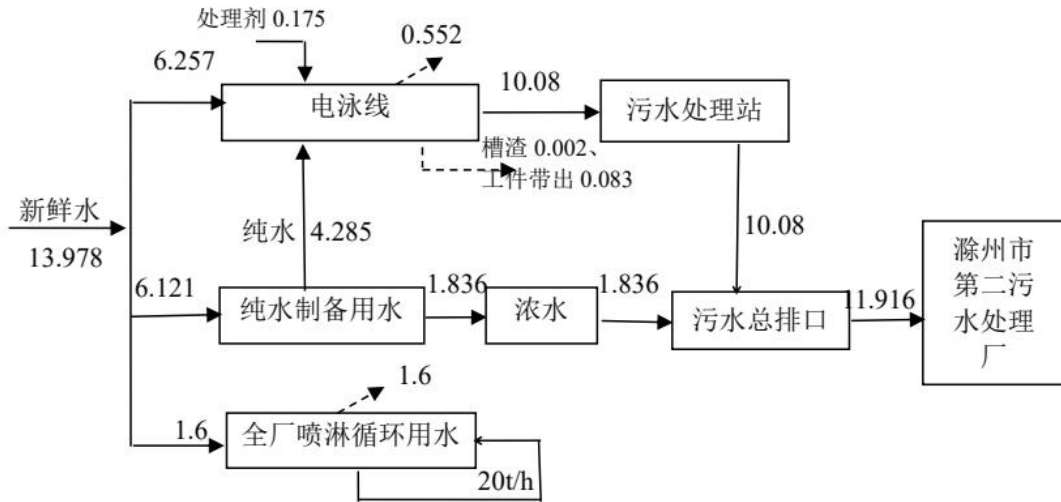 处理剂 0.175
0.552
6.257
电泳线
10.08
污水处理站
槽渣 0.002、
工件带出 0.083
新鲜水
13.978
纯水
4.285
10.08
滁州市
第二污
水处理
厂
6.121
纯水制备用水
1.836
浓水
1.836
污水总排口
11.916
1.6
1.6
全厂喷淋循环用水
20t/h